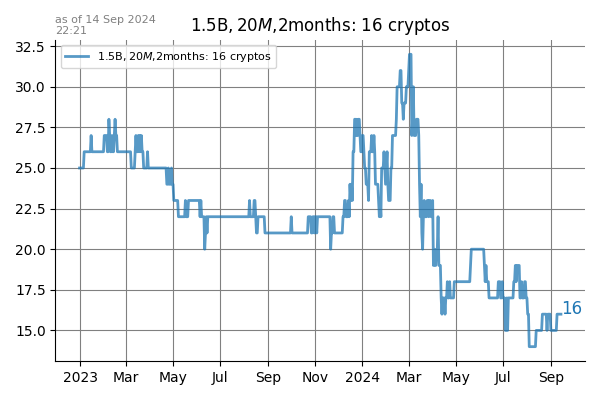 as of 14 Sep 2024
22:21
1.5B, 20M,2months: 16 cryptos
1.5B, 20M,2months: 16 cryptos
32.5
30.0
27.5
25.0
22.5
20.0
17.5
15.0
16
2023 Mar May Jul Sep Nov 2024 Mar May Jul Sep